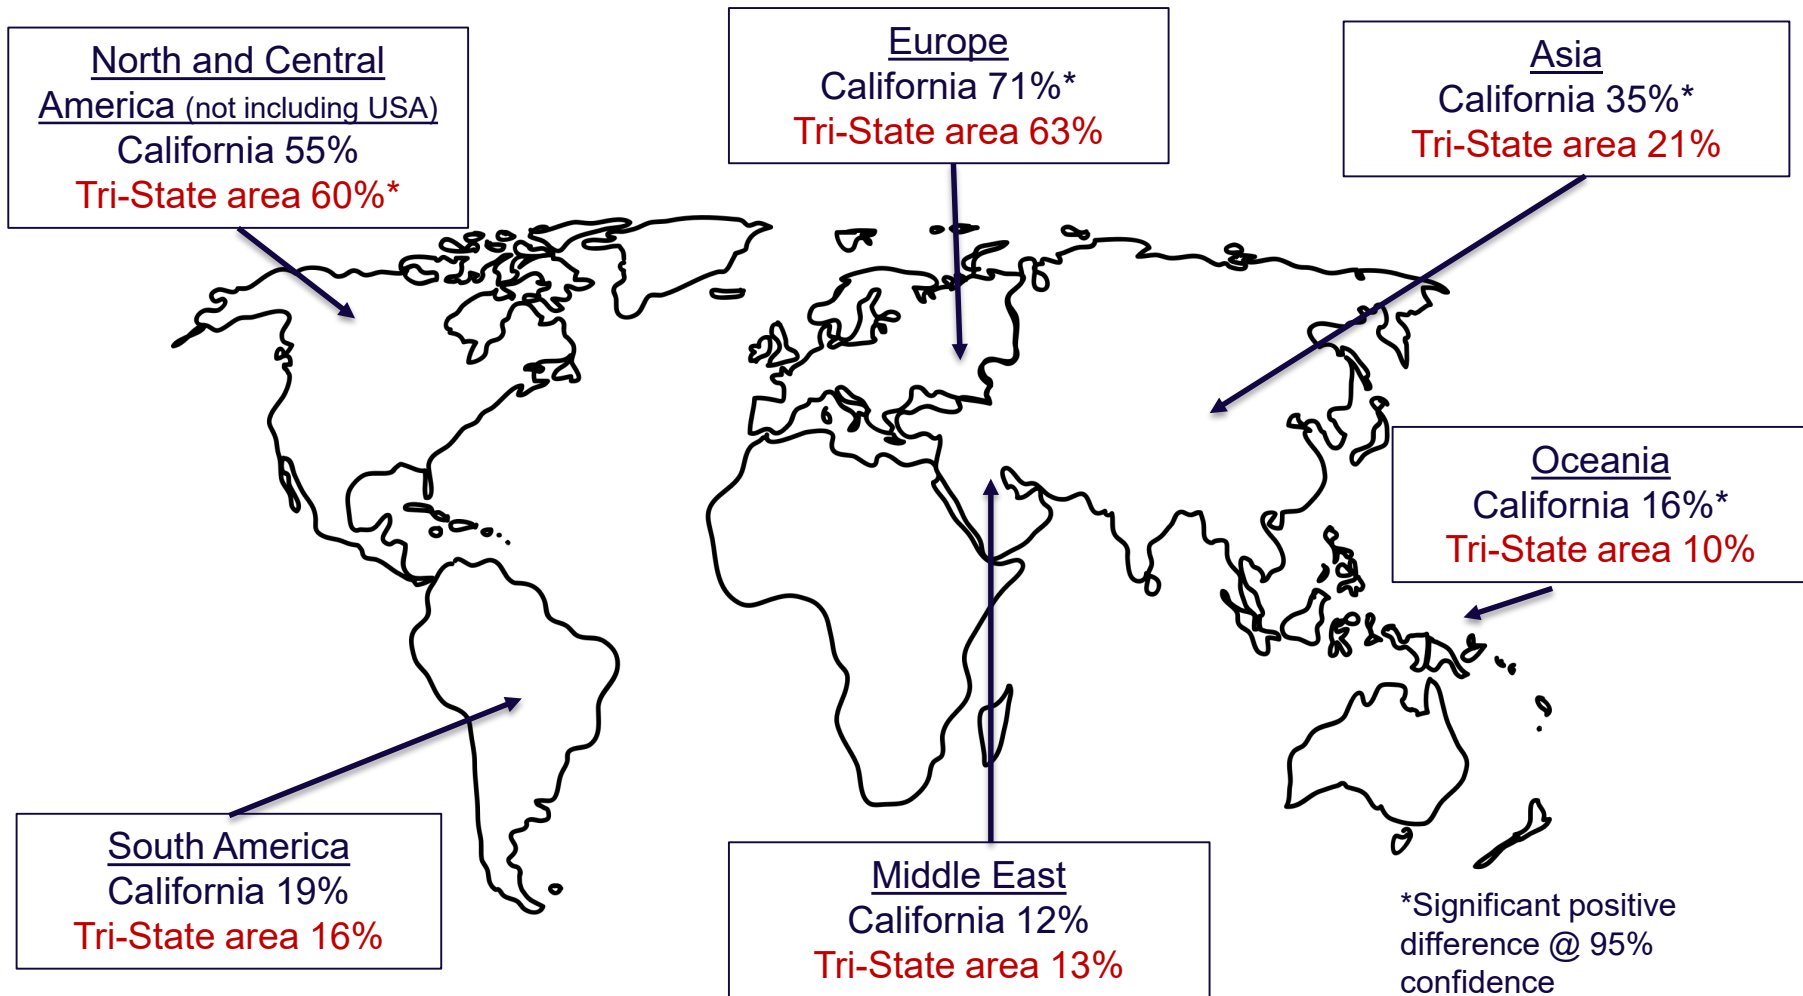 North and Central
America (not including USA)
California 55%
Tri-State area 60%*
Europe
California 71%*
Tri-State area 63%
Asia
California 35%*
Tri-State area 21%
Oceania
California 16%*
Tri-State area 10%
South America
California 19%
Tri-State area 16%
Middle East
California 12%
Tri-State area 13%
*Significant positive
difference @ 95%
confidence